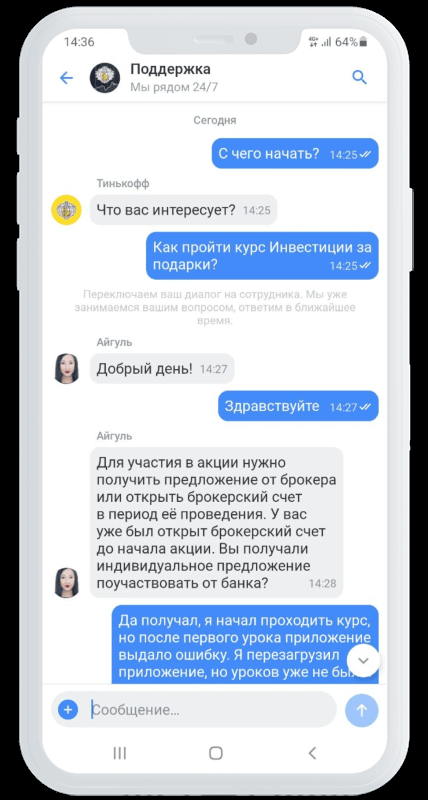 14:36
4G+ 64%
Поддержка
Мы рядом 24/7
Сегодня
С чего начать? 14:25
Тинькофф
Что вас интересует? 14:25
Как пройти курс Инвестиции за
подарки? 14:25
Переключаем ваш диалог на сотрудника. Мы уже
занимаемся вашим вопросом, ответим в ближайшее
время.
Айгуль
Добрый день! 14:27
Здравствуйте 14:27
Айгуль
Для участия в акции нужно
получить предложение от брокера
или открыть брокерский счет
в период её проведения. У вас
уже был открыт брокерский счет
до начала акции. Вы получали
индивидуальное предложение
поучаствовать от банка? 14:28
Да получал, я начал проходить курс,
но после первого урока приложение
выдало ошибку. Я перезагрузил
приложение, но уроков уже не
Сообщение...